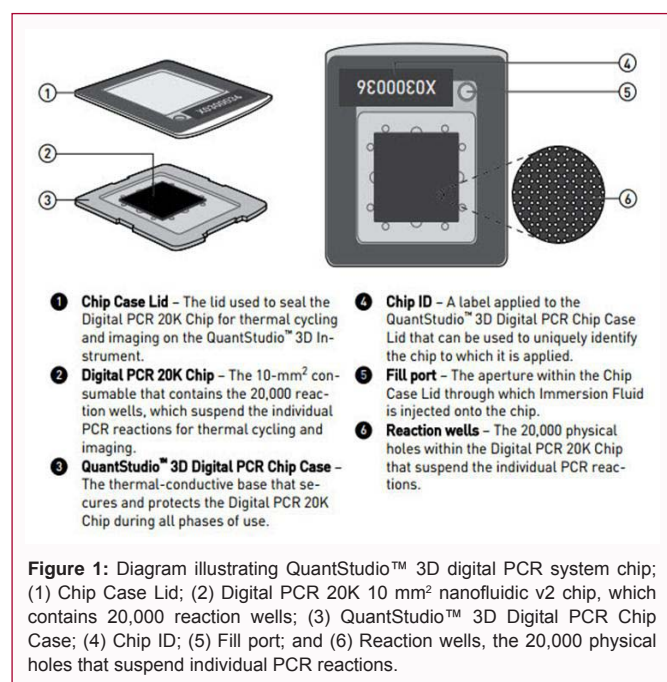 1
X0300036
2
3
X0300036
4
5
6
1 Chip Case Lid – The lid used to seal the
Digital PCR 20K Chip for thermal cycling
and imaging on the QuantStudio™ 3D In-
strument.
2 Digital PCR 20K Chip – The 10-mm² con-
sumable that contains the 20,000 reac-
tion wells, which suspend the individual
PCR reactions for thermal cycling and
imaging.
3 QuantStudio™ 3D Digital PCR Chip Case –
The thermal-conductive base that se-
cures and protects the Digital PCR 20K
Chip during all phases of use.
4 Chip ID – A label applied to the
QuantStudio™ 3D Digital PCR Chip Case
Lid that can be used to uniquely identify
the chip to which it is applied.
5 Fill port – The aperture within the Chip
Case Lid through which Immersion Fluid
is injected onto the chip.
6 Reaction wells – The 20,000 physical
holes within the Digital PCR 20K Chip
that suspend the individual PCR reac-
tions.
Figure 1: Diagram illustrating QuantStudio™ 3D digital PCR system chip;
(1) Chip Case Lid; (2) Digital PCR 20K 10 mm² nanofluidic v2 chip, which
contains 20,000 reaction wells; (3) QuantStudio™ 3D Digital PCR Chip
Case; (4) Chip ID; (5) Fill port; and (6) Reaction wells, the 20,000 physical
holes that suspend individual PCR reactions.